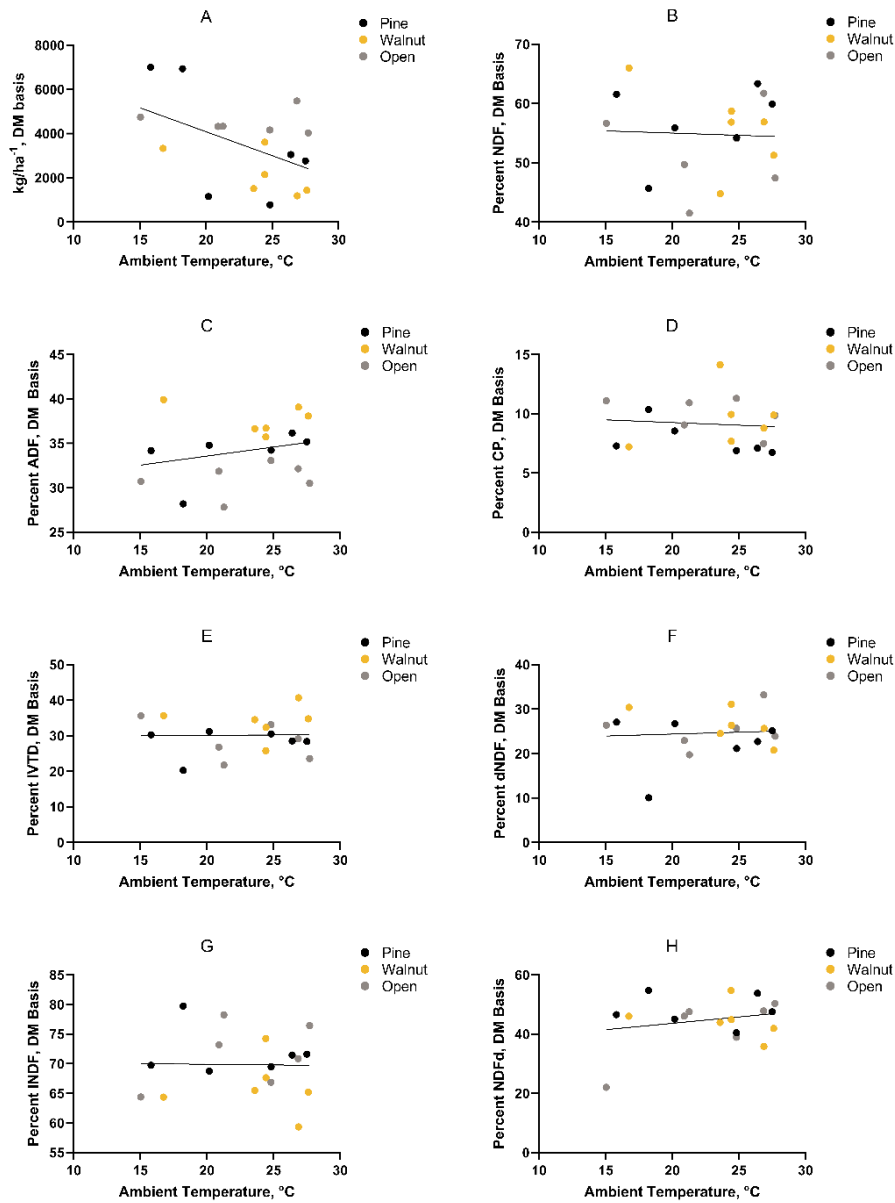 A
Pine
Walnut
Open
kg/ha⁻¹, DM basis
8000
6000
4000
2000
0
10 15 20 25 30
Ambient Temperature, °C
B
Pine
Walnut
Open
Percent NDF, DM Basis
70
60
50
40
10 15 20 25 30
Ambient Temperature, °C
C
Pine
Walnut
Open
Percent ADF, DM Basis
45
40
35
30
25
10 15 20 25 30
Ambient Temperature, °C
D
Pine
Walnut
Open
Percent CP, DM Basis
15
10
5
0
10 15 20 25 30
Ambient Temperature, °C
E
Pine
Walnut
Open
Percent IVTD, DM Basis
50
40
30
20
10
0
10 15 20 25 30
Ambient Temperature, °C
F
Pine
Walnut
Open
Percent dNDF, DM Basis
40
30
20
10
0
10 15 20 25 30
Ambient Temperature, °C
G
Pine
Walnut
Open
Percent INDF, DM Basis
85
80
75
70
65
60
55
10 15 20 25 30
Ambient Temperature, °C
H
Pine
Walnut
Open
Percent NDFd, DM Basis
60
40
20
0
10 15 20 25 30
Ambient Temperature, °C